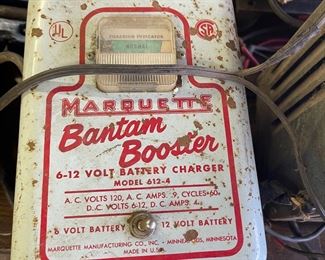 UL
SA
CHARGING INDICATOR
NORMAL
MARQUETTE
Bantam
Booster
6-12 VOLT BATTERY CHARGER
MODEL 612-4
A.C. VOLTS 120, A.C. AMPS. .9, CYCLES-60,
D.C. VOLTS 6-12, D.C. AMPS. 4
6 VOLT BATTERY 12 VOLT BATTERY
MARQUETTE MANUFACTURING CO., INC. - MINNEAPOLIS, MINNESOTA
MADE IN U.S.A.